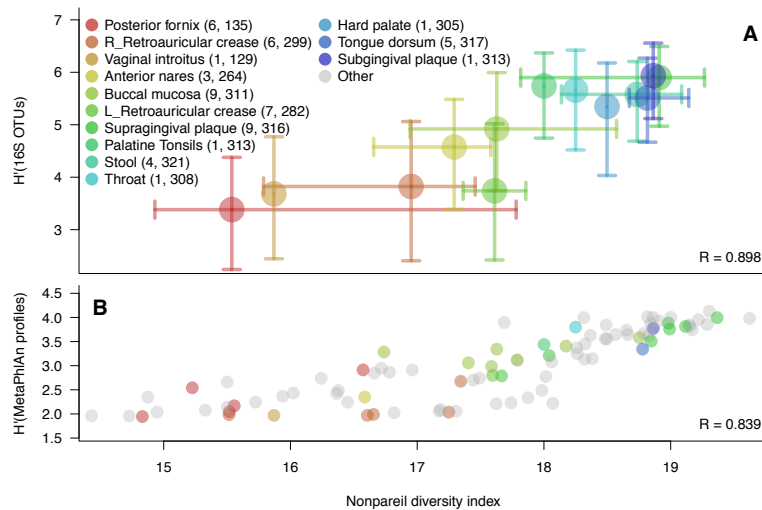 A
Posterior fornix (6, 135)
R_Retroauricular crease (6, 299)
Vaginal introitus (1, 129)
Anterior nares (3, 264)
Buccal mucosa (9, 311)
L_Retroauricular crease (7, 282)
Supragingival plaque (9, 316)
Palatine Tonsils (1, 313)
Stool (4, 321)
Throat (1, 308)
Hard palate (1, 305)
Tongue dorsum (5, 317)
Subgingival plaque (1, 313)
Other
H'(16S OTUs)
7
6
5
4
3
R = 0.898
B
H'(MetaPhlAn profiles)
4.5
4.0
3.5
3.0
2.5
2.0
1.5
R = 0.839
15 16 17 18 19
Nonpareil diversity index